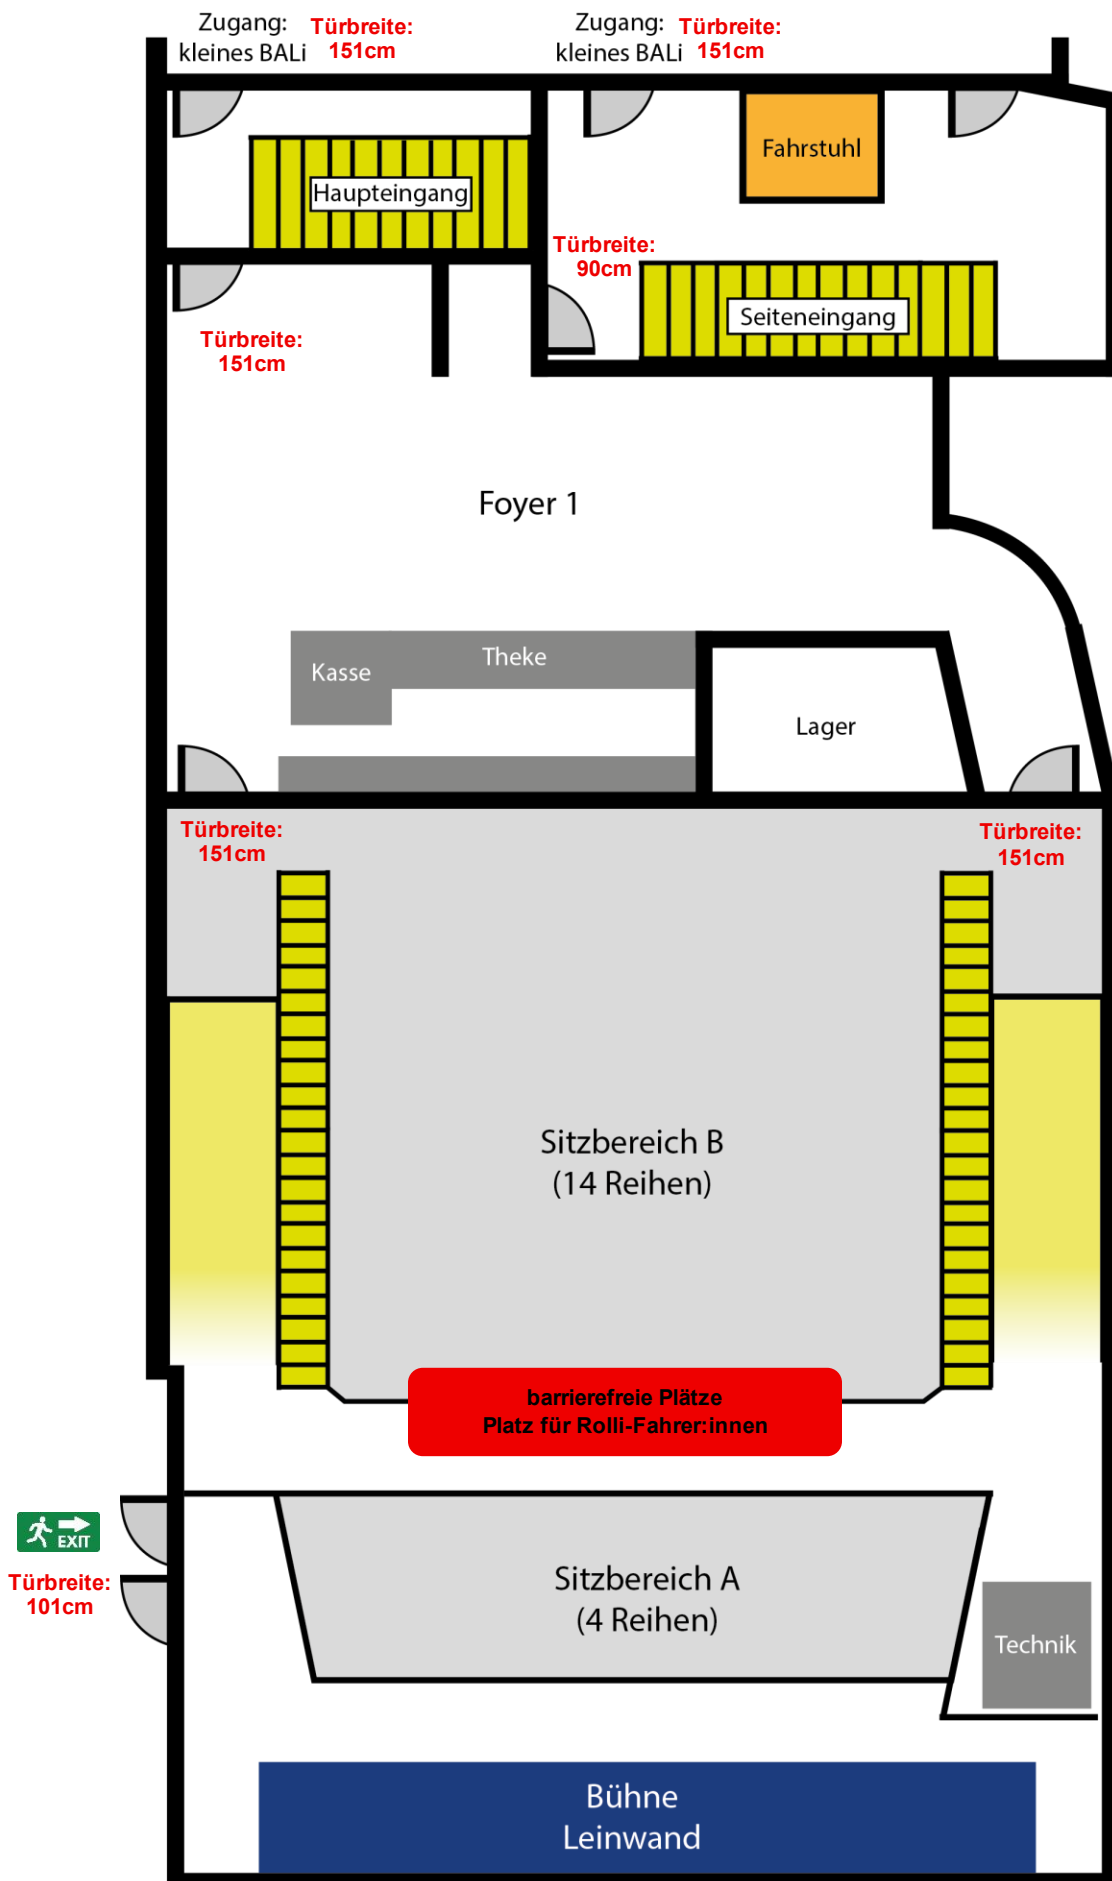 Zugang:
kleines BALi
Türbreite:
151cm
Zugang:
kleines BALi
Türbreite:
151cm
Fahrstuhl
Haupteingang
Türbreite:
90cm
Seiteneingang
Türbreite:
151cm
Foyer 1
Kasse
Theke
Lager
Türbreite:
151cm
Türbreite:
151cm
Sitzbereich B
(14 Reihen)
barrierefreie Plätze
Platz für Rolli-Fahrer:innen
EXIT
Türbreite:
101cm
Sitzbereich A
(4 Reihen)
Technik
Bühne
Leinwand